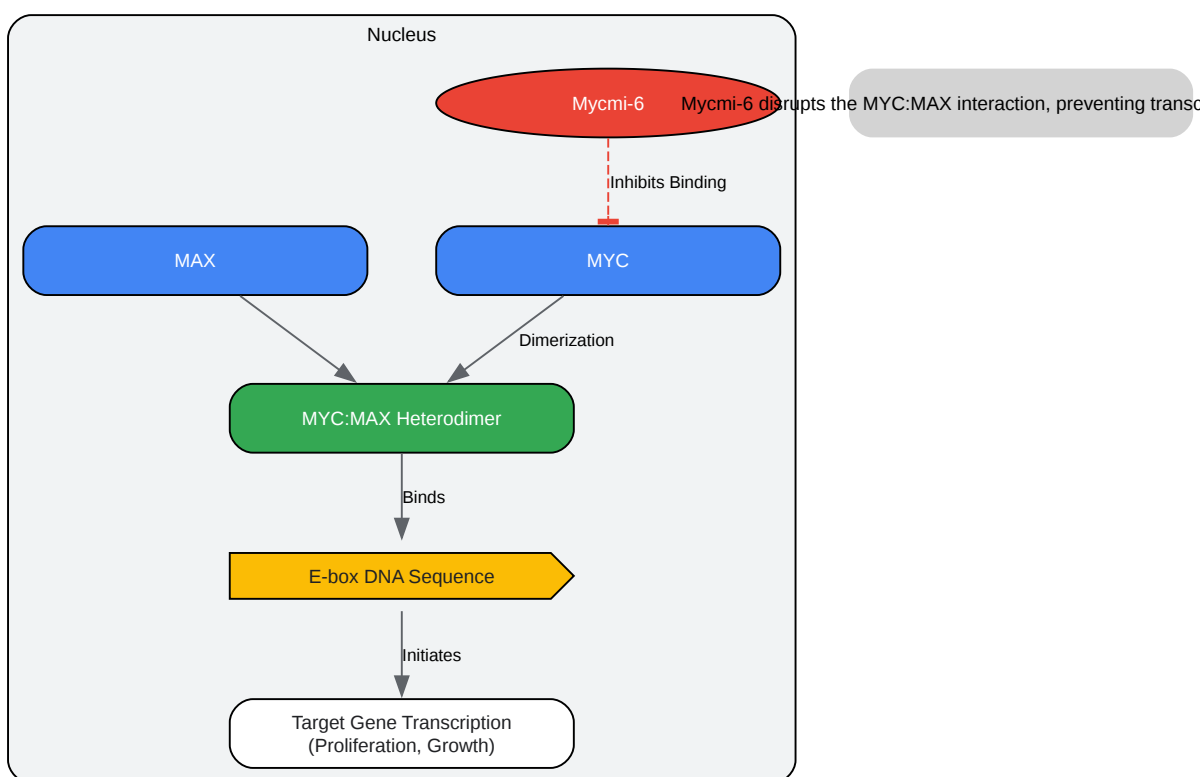 Nucleus
Mycmi-6
Mycmi-6 disrupts the MYC:MAX interaction, preventing
Inhibits Binding
MAX
MYC
Dimerization
MYC:MAX Heterodimer
Binds
E-box DNA Sequence
Initiates
Target Gene Transcription
(Proliferation, Growth)